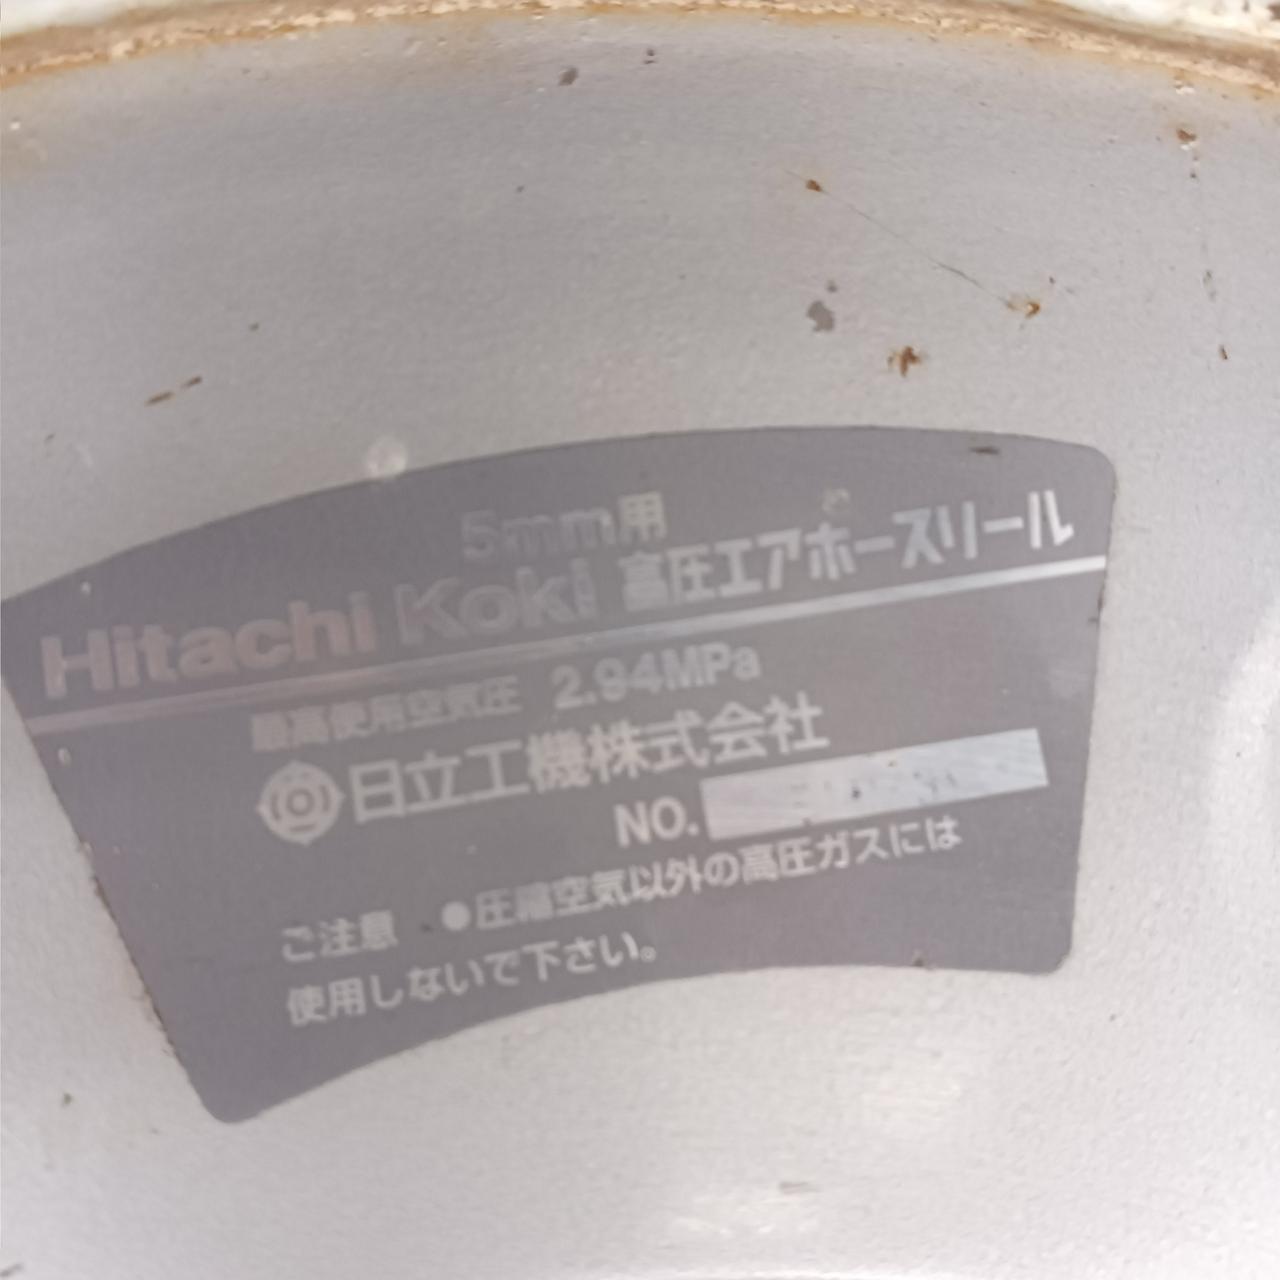 5mm用
Hitachi Koki 高圧エアホースリール
最高使用空気圧 2.94MPa
日立工機株式会社
NO.
ご注意 ●圧縮空気以外の高圧ガスには
使用しないで下さい。